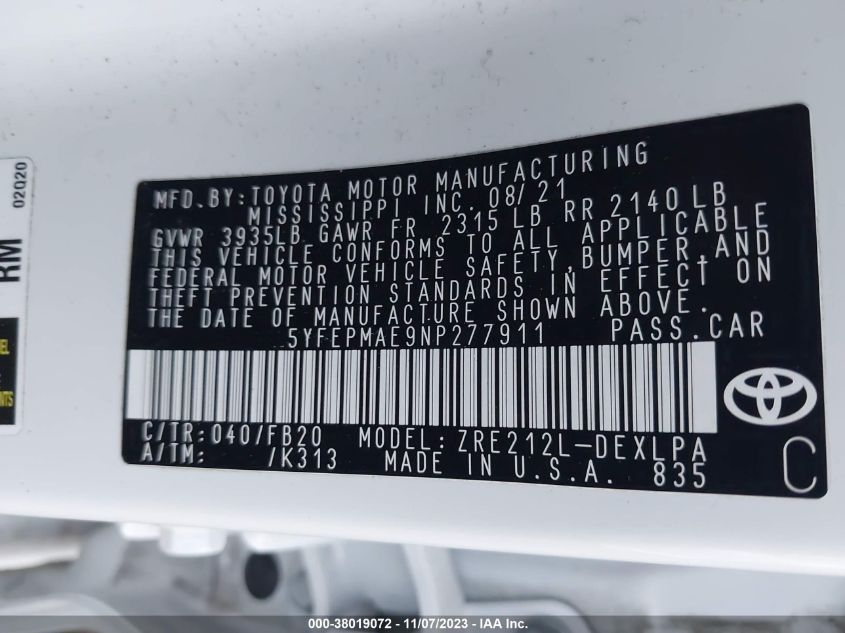 MFD. BY: TOYOTA MOTOR MANUFACTURING
MISSISSIPPI INC. 08/21
GVWR 3935LB GAWR FR 2315 LB RR 2140 LB
THIS VEHICLE CONFORMS TO ALL APPLICABLE
FEDERAL MOTOR VEHICLE SAFETY, BUMPER, AND
THEFT PREVENTION STANDARDS IN EFFECT ON
THE DATE OF MANUFACTURE SHOWN ABOVE.
5YFEPMAE9NP277911 PASS. CAR
C/TR: 040/FB20 MODEL: ZRE212L-DEXLPA
A/TM: /K313 MADE IN U.S.A. 835
C
RM
02020
000-38019072 - 11/07/2023 - IAA Inc.